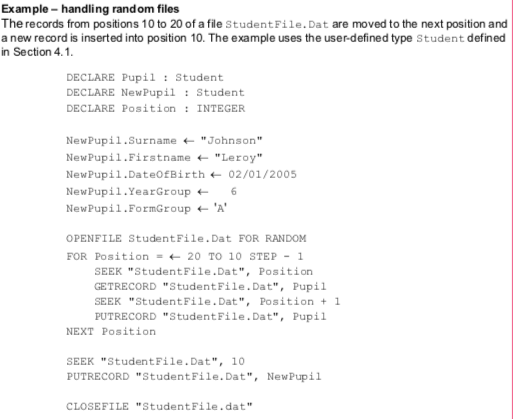 Example – handling random files
The records from positions 10 to 20 of a file StudentFile.Dat are moved to the next position and
a new record is inserted into position 10. The example uses the user-defined type Student defined
in Section 4.1.
DECLARE Pupil : Student
DECLARE NewPupil : Student
DECLARE Position : INTEGER
NewPupil.Surname ← "Johnson"
NewPupil.Firstname ← "Leroy"
NewPupil.DateOfBirth ← 02/01/2005
NewPupil.YearGroup ← 6
NewPupil.FormGroup ← 'A'
OPENFILE StudentFile.Dat FOR RANDOM
FOR Position = ← 20 TO 10 STEP - 1
SEEK "StudentFile.Dat", Position
GETRECORD "StudentFile.Dat", Pupil
SEEK "StudentFile.Dat", Position + 1
PUTRECORD "StudentFile.Dat", Pupil
NEXT Position
SEEK "StudentFile.Dat", 10
PUTRECORD "StudentFile.Dat", NewPupil
CLOSEFILE "StudentFile.dat"